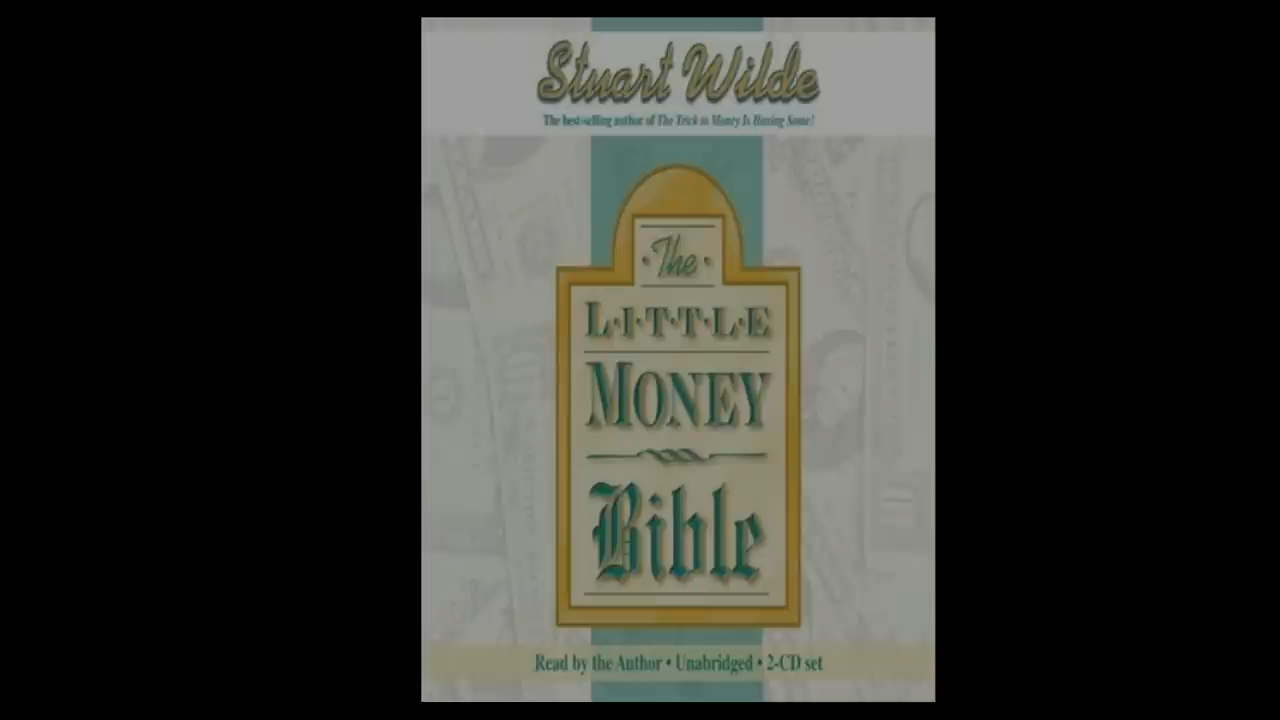 Stuart Wilde
The best-selling author of The Trick to Money Is Having Some!
· The ·
L·I·T·T·L·E
MONEY
Bible
Read by the Author • Unabridged • 2-CD set